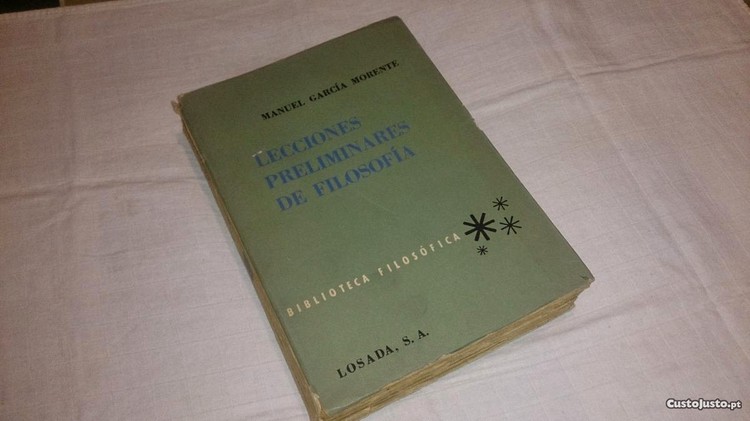 MANUEL GARCÍA MORENTE
LECCIONES
PRELIMINARES
DE FILOSOFÍA
BIBLIOTECA FILOSÓFICA
LOSADA, S. A.
CustoJusto.pt